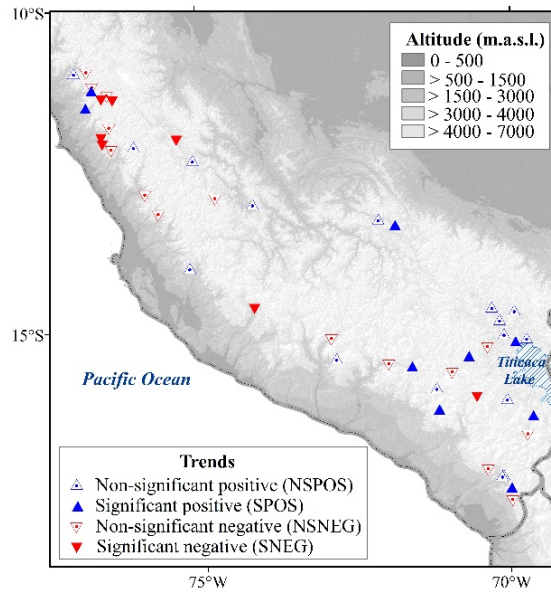 10°S
Altitude (m.a.s.l.)
0 - 500
> 500 - 1500
> 1500 - 3000
> 3000 - 4000
> 4000 - 7000
15°S
Titicaca
Lake
Pacific Ocean
Trends
Non-significant positive (NSPOS)
Significant positive (SPOS)
Non-significant negative (NSNEG)
Significant negative (SNEG)
75°W
70°W